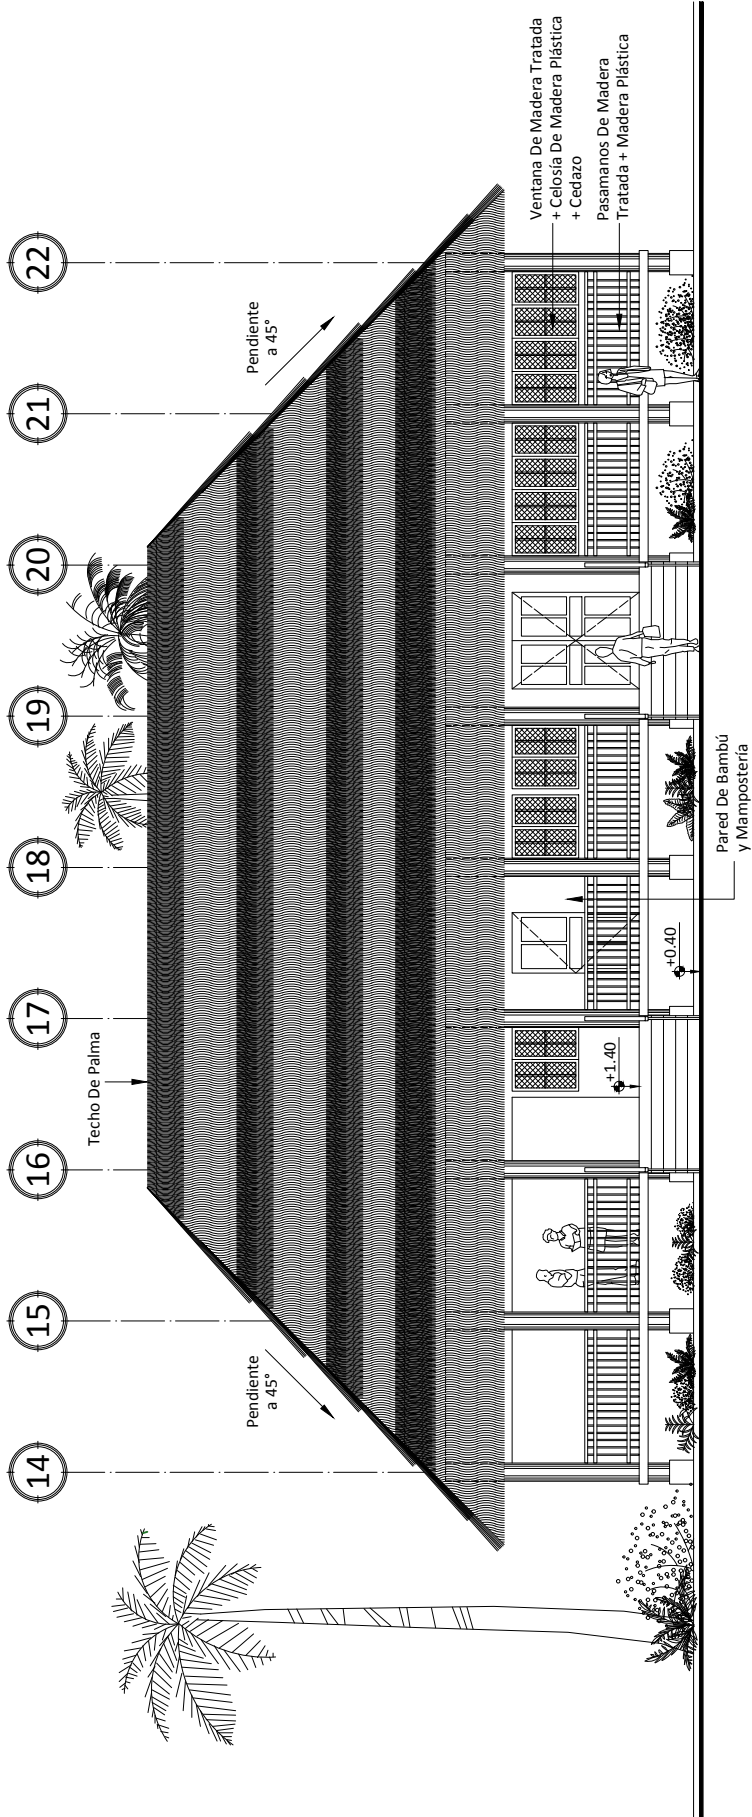 14
15
16
17
18
19
20
21
22
Techo De Palma
Pendiente
a 45°
Pendiente
a 45°
Ventana De Madera Tratada
+ Celosía De Madera Plástica
+ Cedazo
Pasamanos De Madera
Tratada + Madera Plástica
+1.40
+0.40
Pared De Bambú
y Mampostería